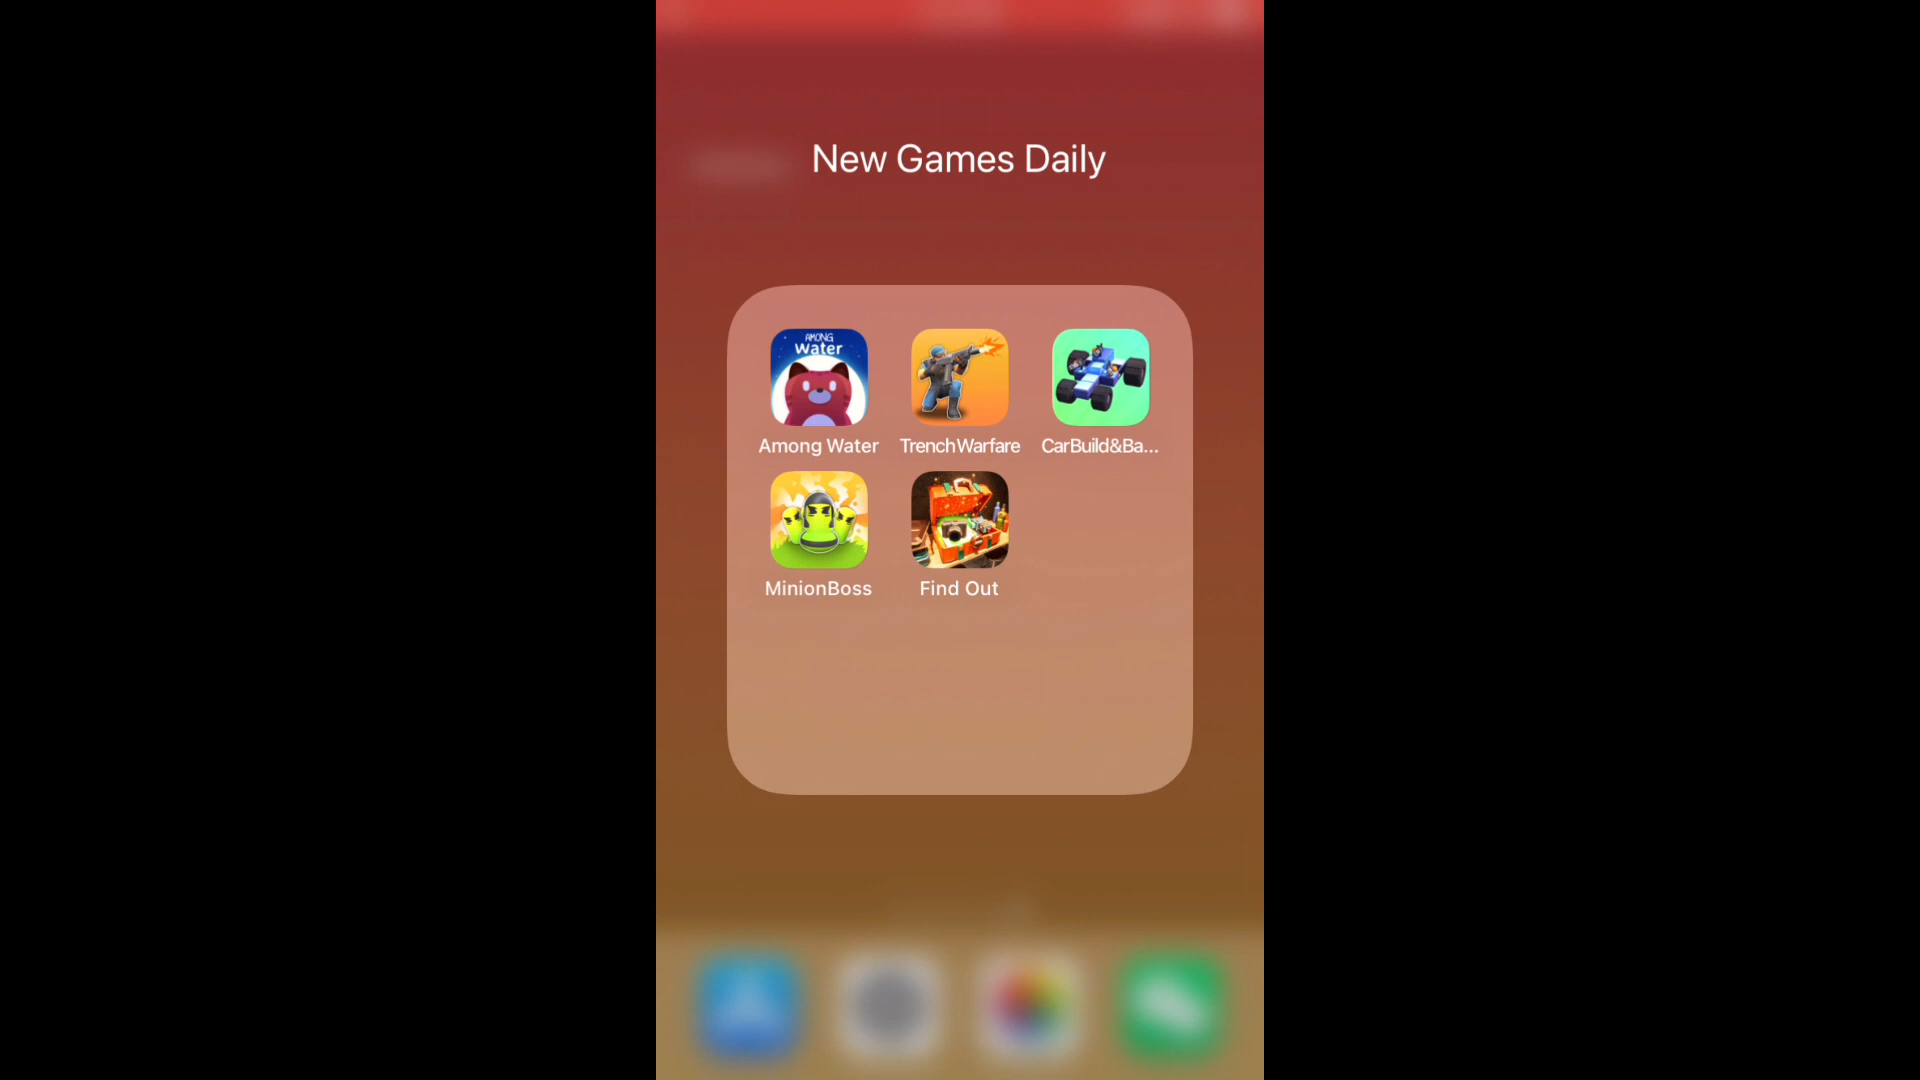 New Games Daily
AMONG
water
Among Water
TrenchWarfare
CarBuild&Ba...
MinionBoss
Find Out